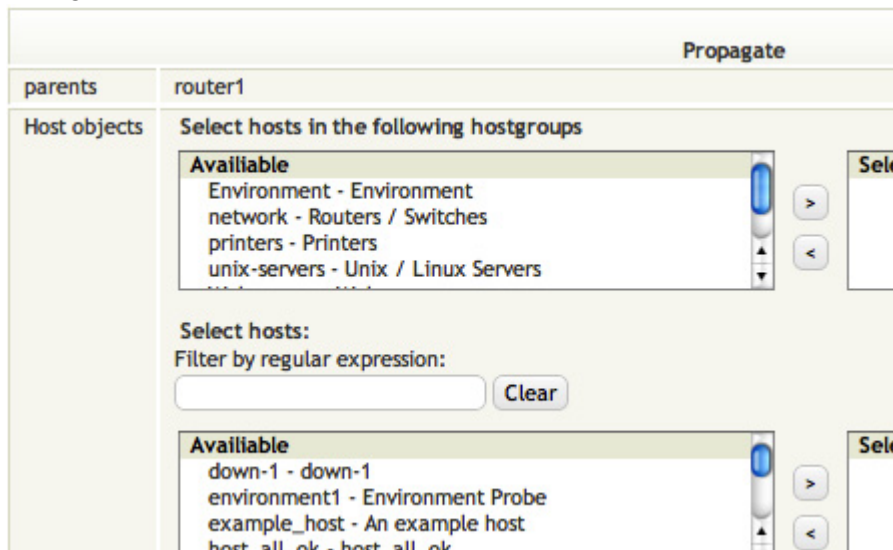 Propagate
parents router1
Host objects Select hosts in the following hostgroups
Availiable
Environment - Environment
network - Routers / Switches
printers - Printers
unix-servers - Unix / Linux Servers
> 
<
Select hosts:
Filter by regular expression:
Clear
Availiable
down-1 - down-1
environment1 - Environment Probe
example_host - An example host
host_all_ok - host_all_ok
>
<